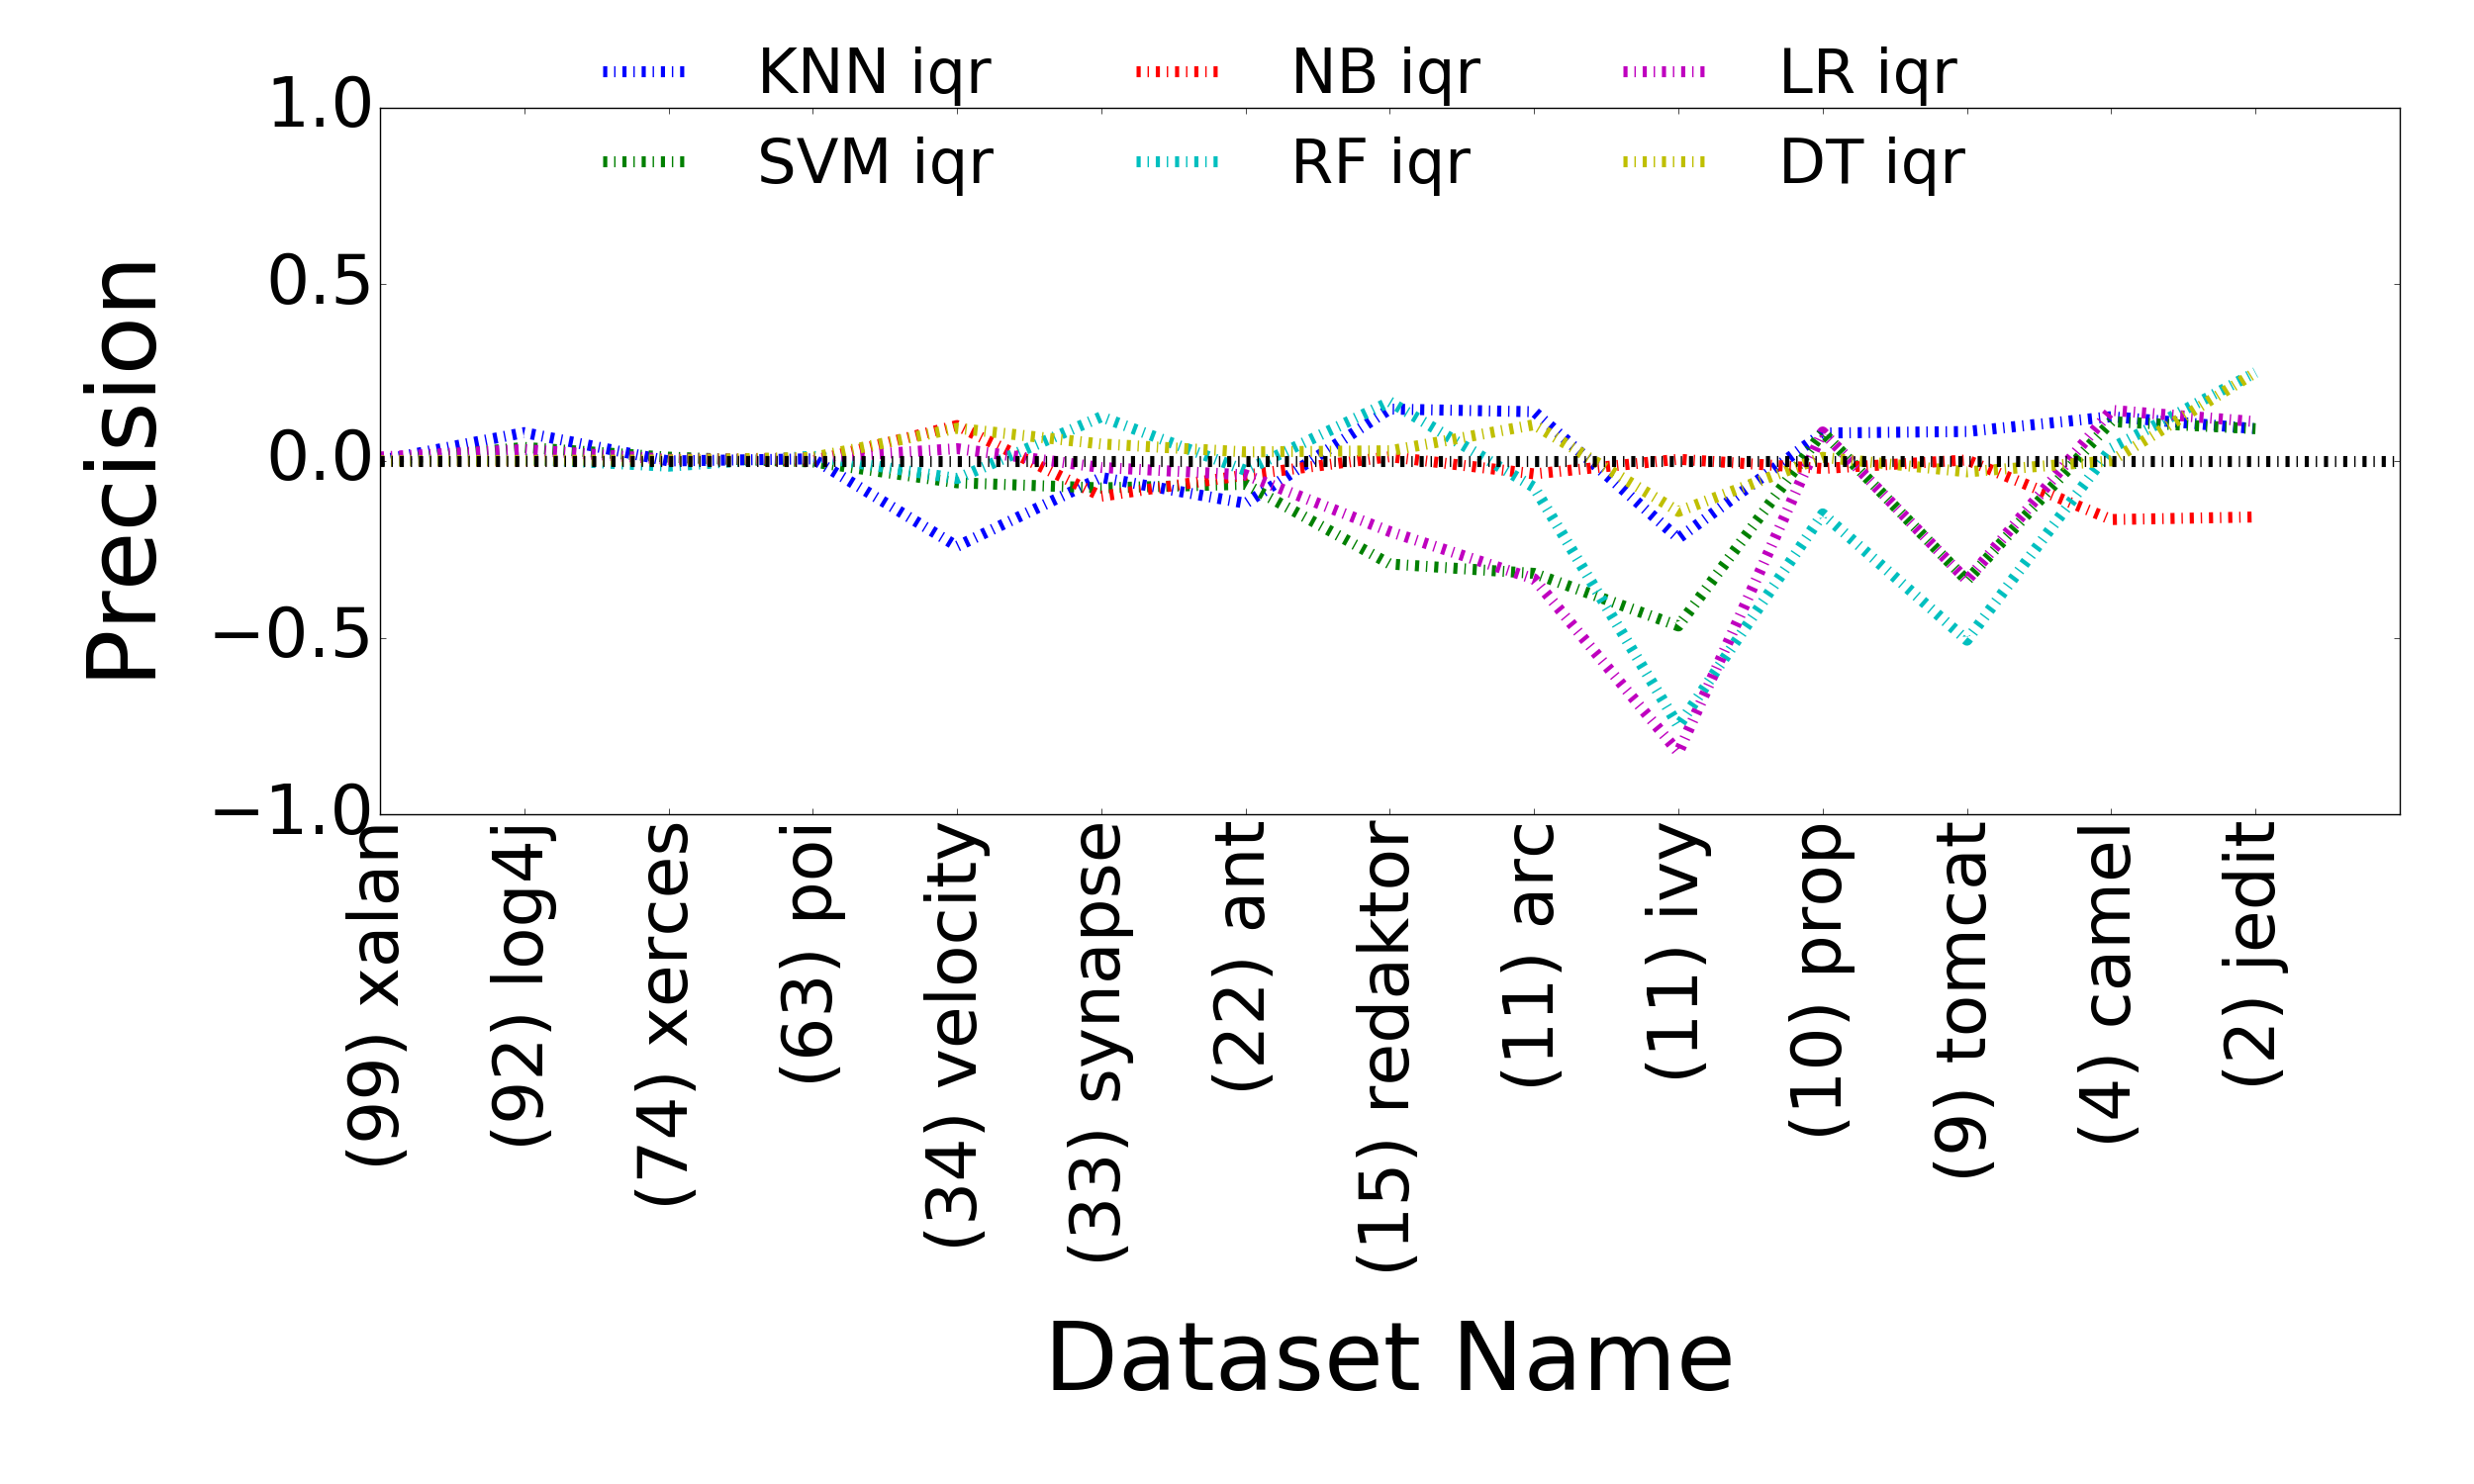 KNN iqr NB iqr LR iqr
SVM iqr RF iqr DT iqr
Precision
1.0
0.5
0.0
−0.5
−1.0
(99) xalan
(92) log4j
(74) xerces
(63) poi
(34) velocity
(33) synapse
(22) ant
(15) redaktor
(11) arc
(11) ivy
(10) prop
(9) tomcat
(4) camel
(2) jedit
Dataset Name